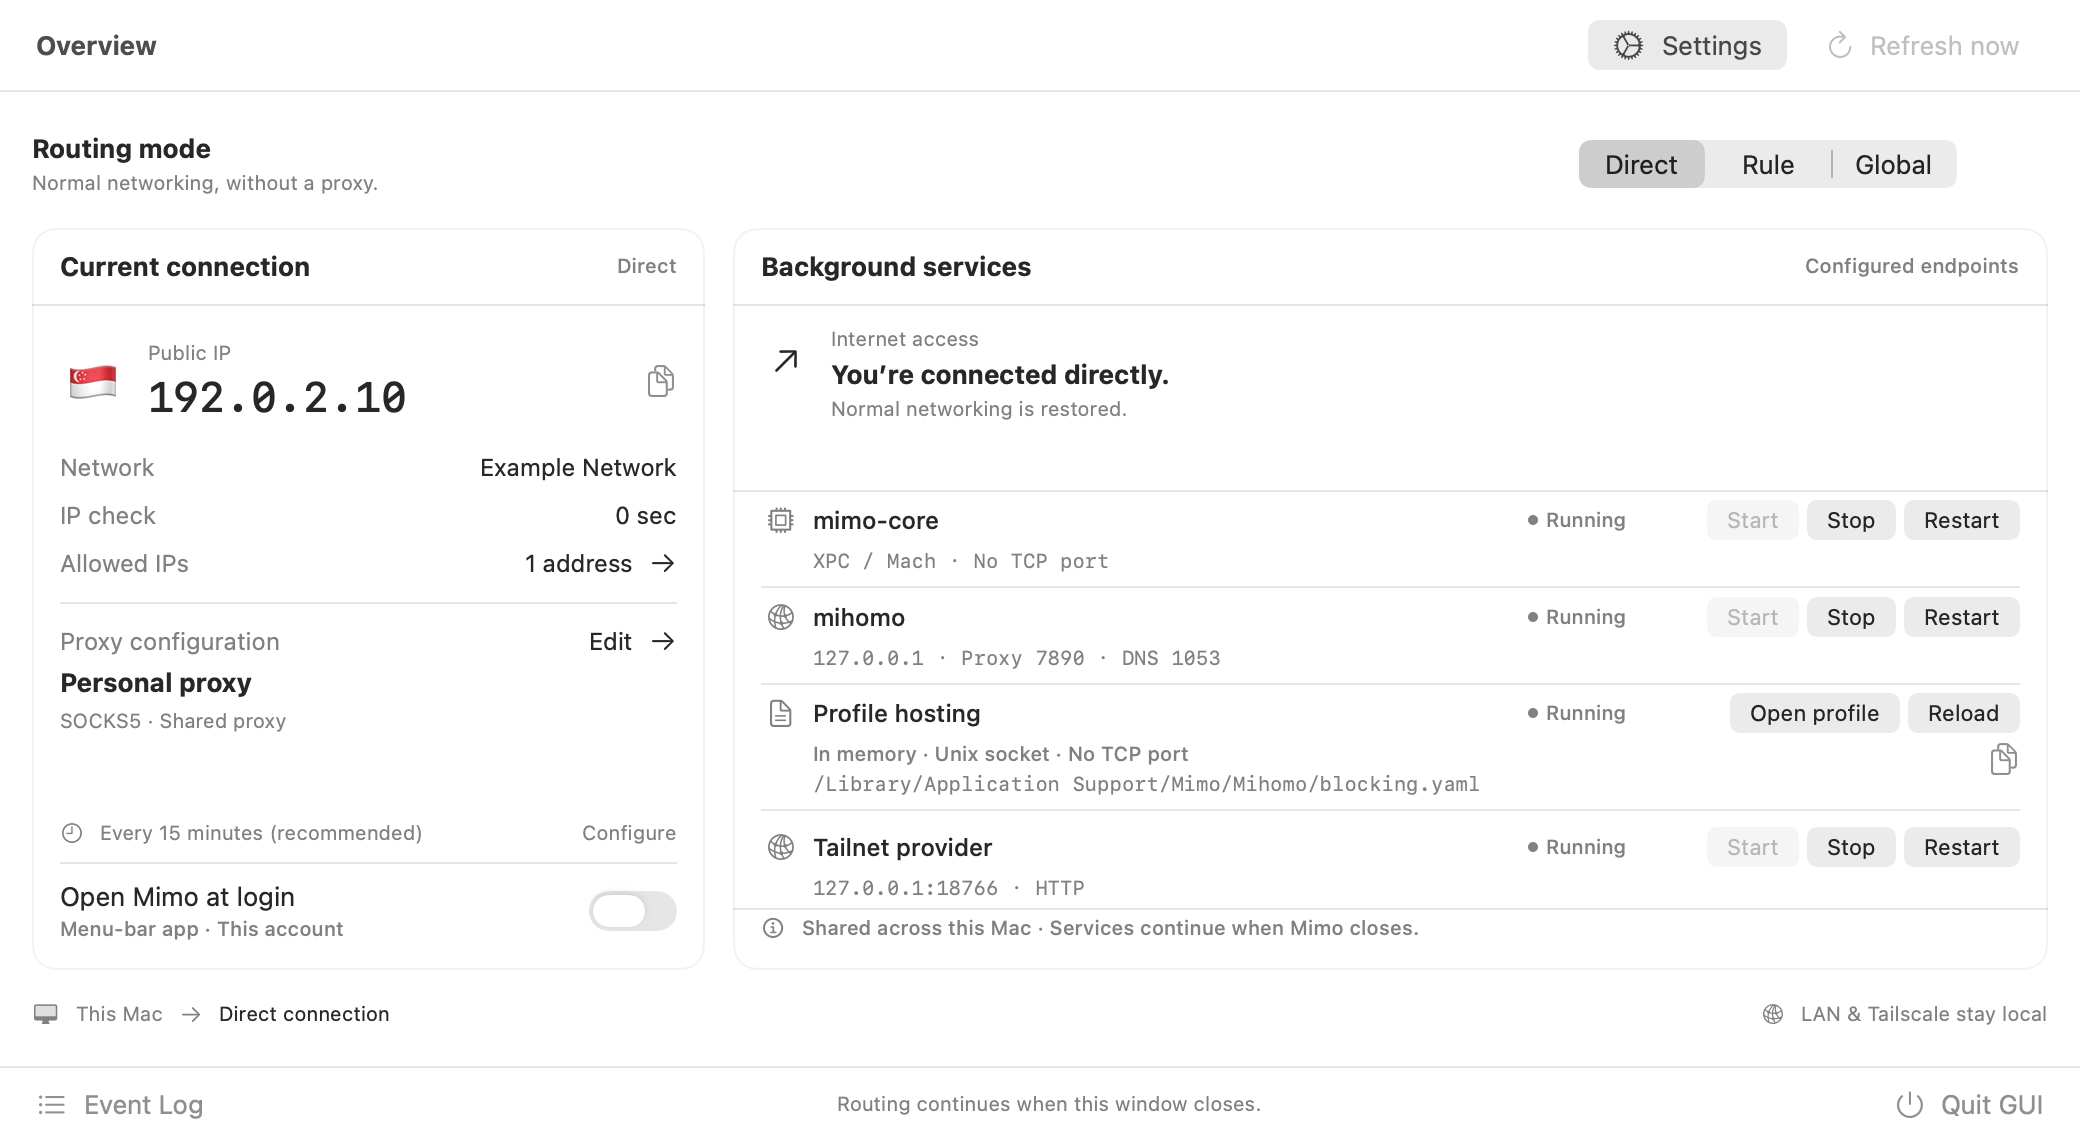 Overview
Settings
Refresh now
Routing mode
Normal networking, without a proxy.
Direct
Rule
Global
Current connection
Direct
Public IP
192.0.2.10
Network
Example Network
IP check
0 sec
Allowed IPs
1 address →
Proxy configuration
Edit →
Personal proxy
SOCKS5 · Shared proxy
Every 15 minutes (recommended)
Configure
Open Mimo at login
Menu-bar app · This account
Background services
Configured endpoints
Internet access
You’re connected directly.
Normal networking is restored.
mimo-core
Running
Start
Stop
Restart
XPC / Mach · No TCP port
mihomo
Running
Start
Stop
Restart
127.0.0.1 · Proxy 7890 · DNS 1053
Profile hosting
Running
Open profile
Reload
In memory · Unix socket · No TCP port
/Library/Application Support/Mimo/Mihomo/blocking.yaml
Tailnet provider
Running
Start
Stop
Restart
127.0.0.1:18766 · HTTP
Shared across this Mac · Services continue when Mimo closes.
This Mac → Direct connection
LAN & Tailscale stay local
Event Log
Routing continues when this window closes.
Quit GUI